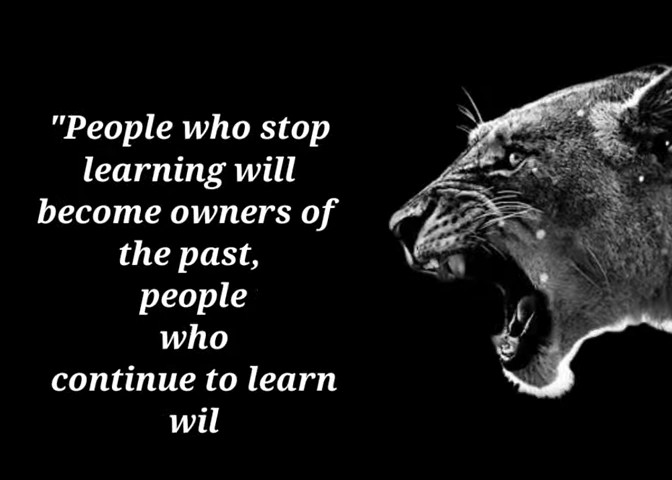 "People who stop
learning will
become owners of
the past,
people
who
continue to learn
wil